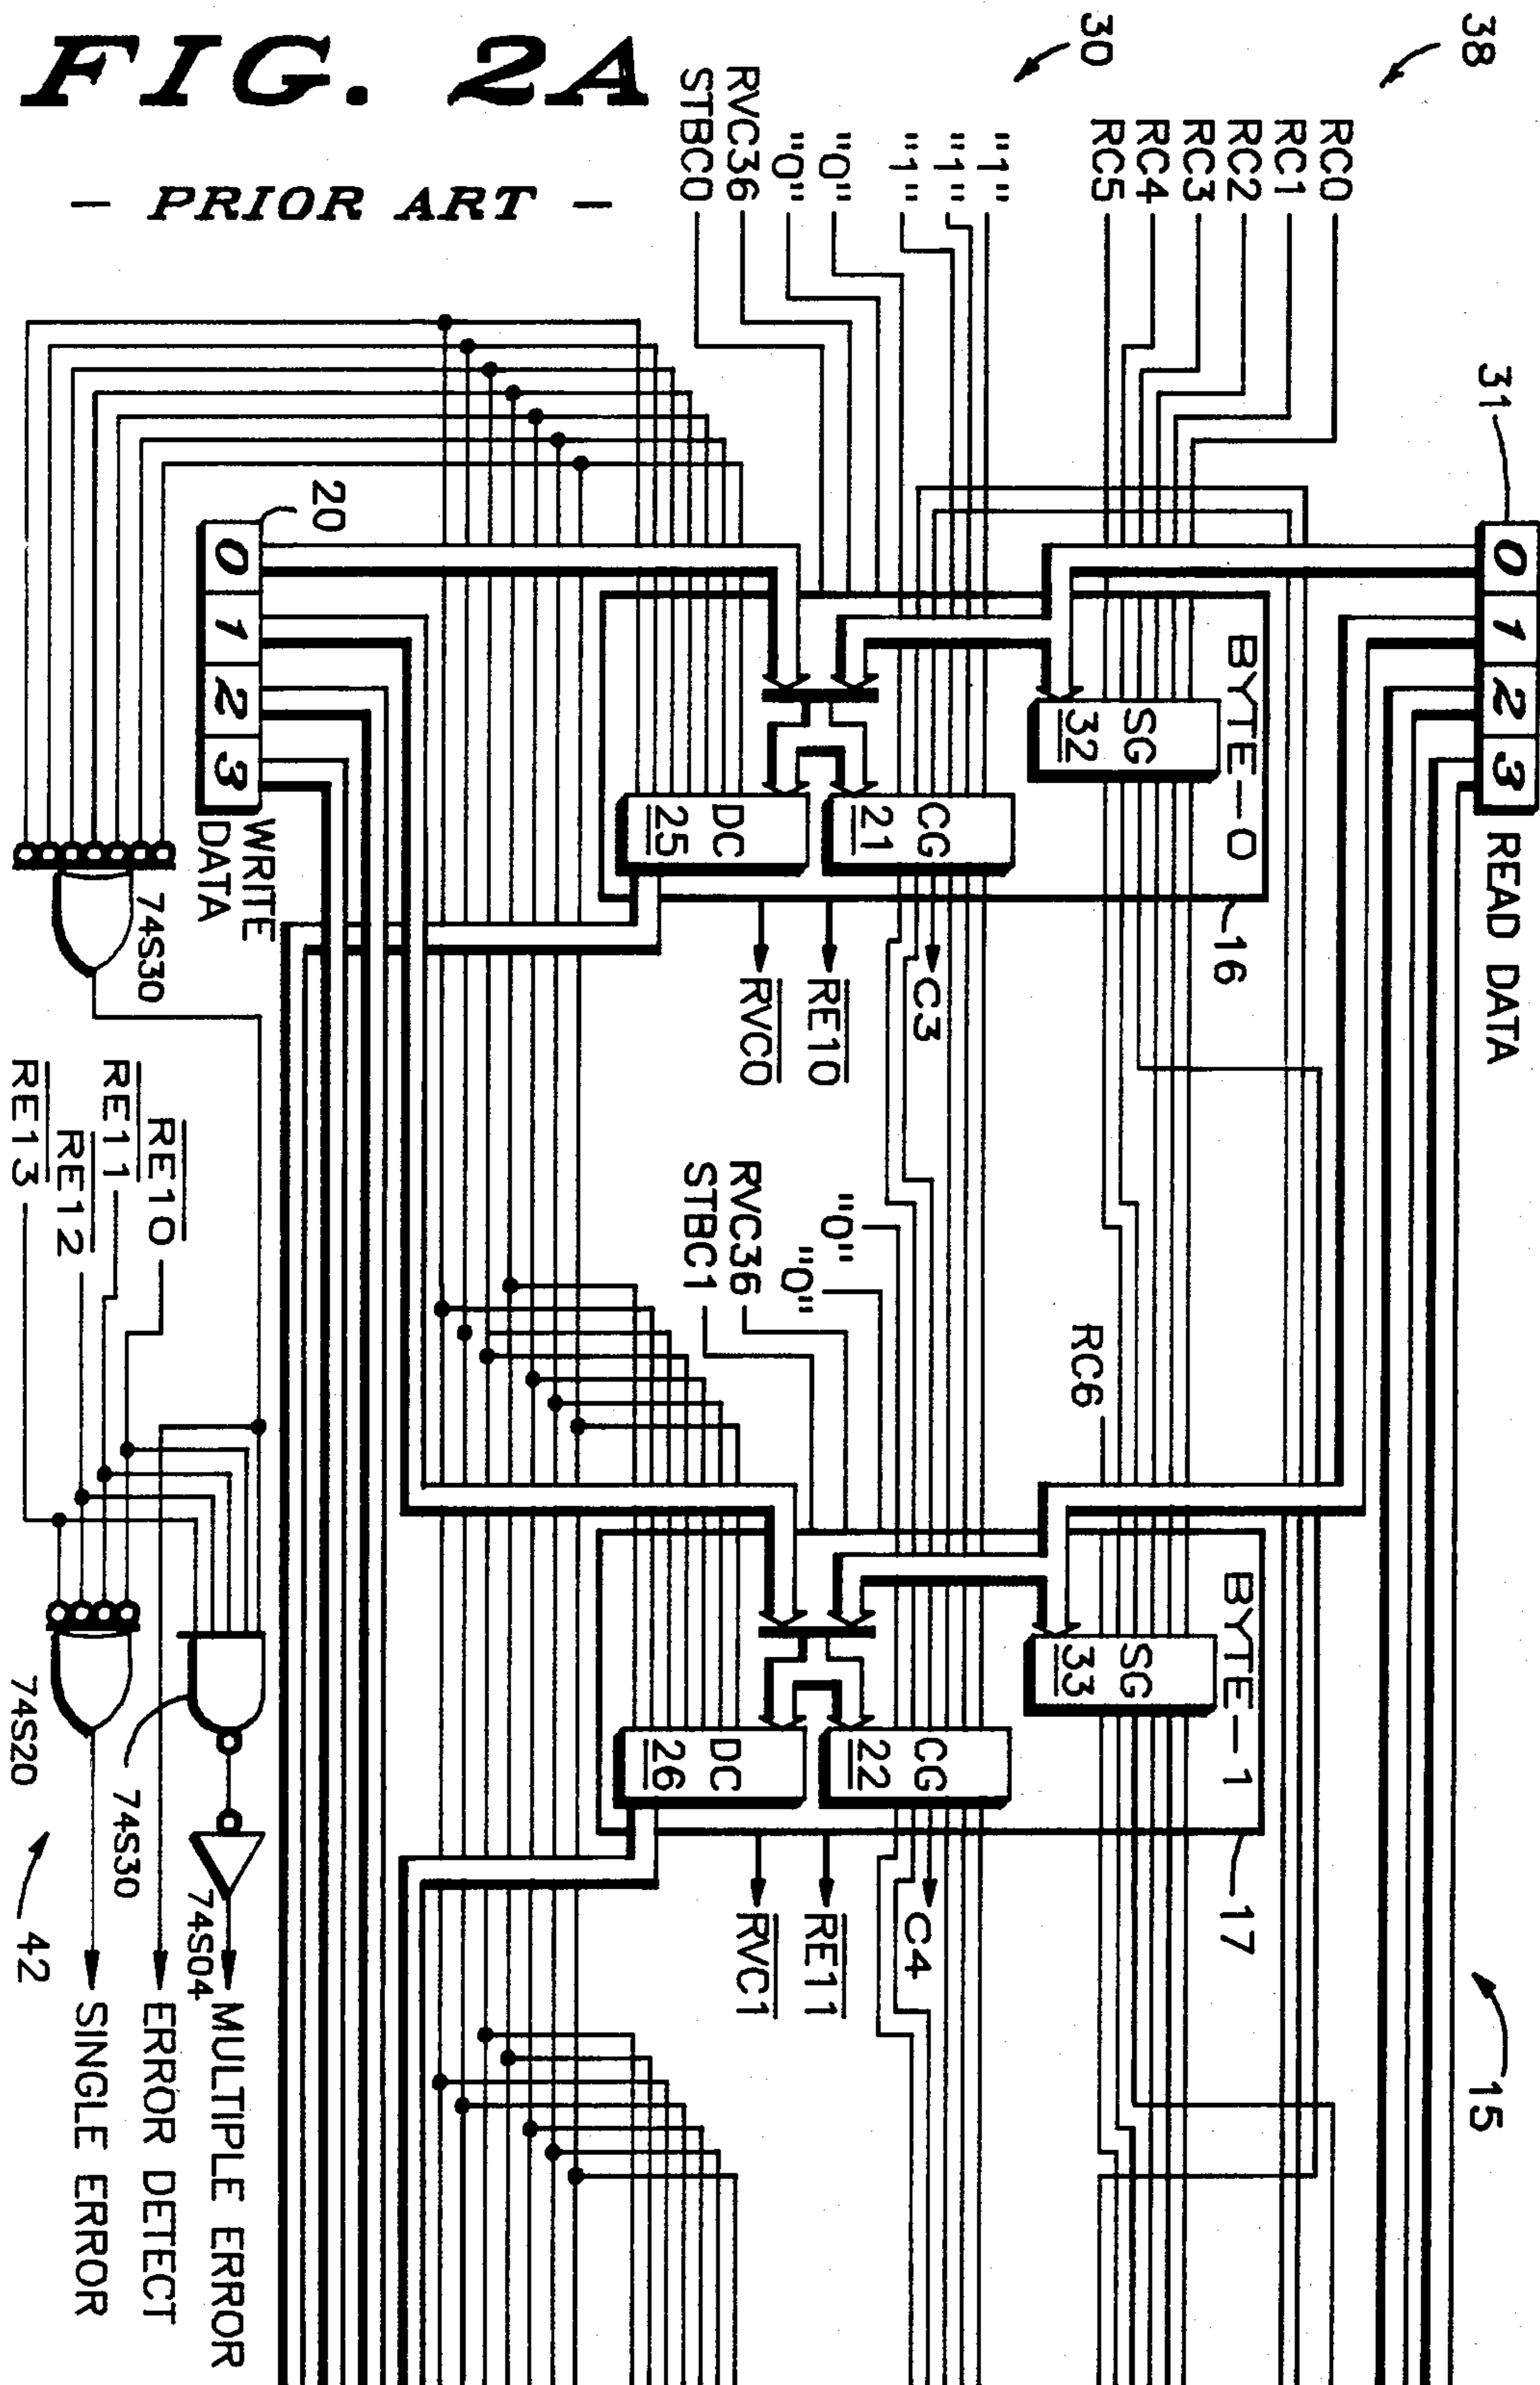 FIG. 2A
- PRIOR ART -
38
30
RC0
RC1
RC2
RC3
RC4
RC5
"1"
"1"
"1"
"0"
"0"
RVC36
STBC0
31
0 1 2 3
READ DATA
BYTE-0
SG
32
CG
21
DC
25
16
C3
RE10
RVC0
20
0 1 2 3
WRITE
DATA
74S30
RE10
RE11
RE12
RE13
RC6
"0"
"0"
RVC36
STBC1
BYTE-1
SG
33
CG
22
DC
26
17
C4
RE11
RVC1
15
74S20
74S30
74S04
42
MULTIPLE ERROR
ERROR DETECT
SINGLE ERROR